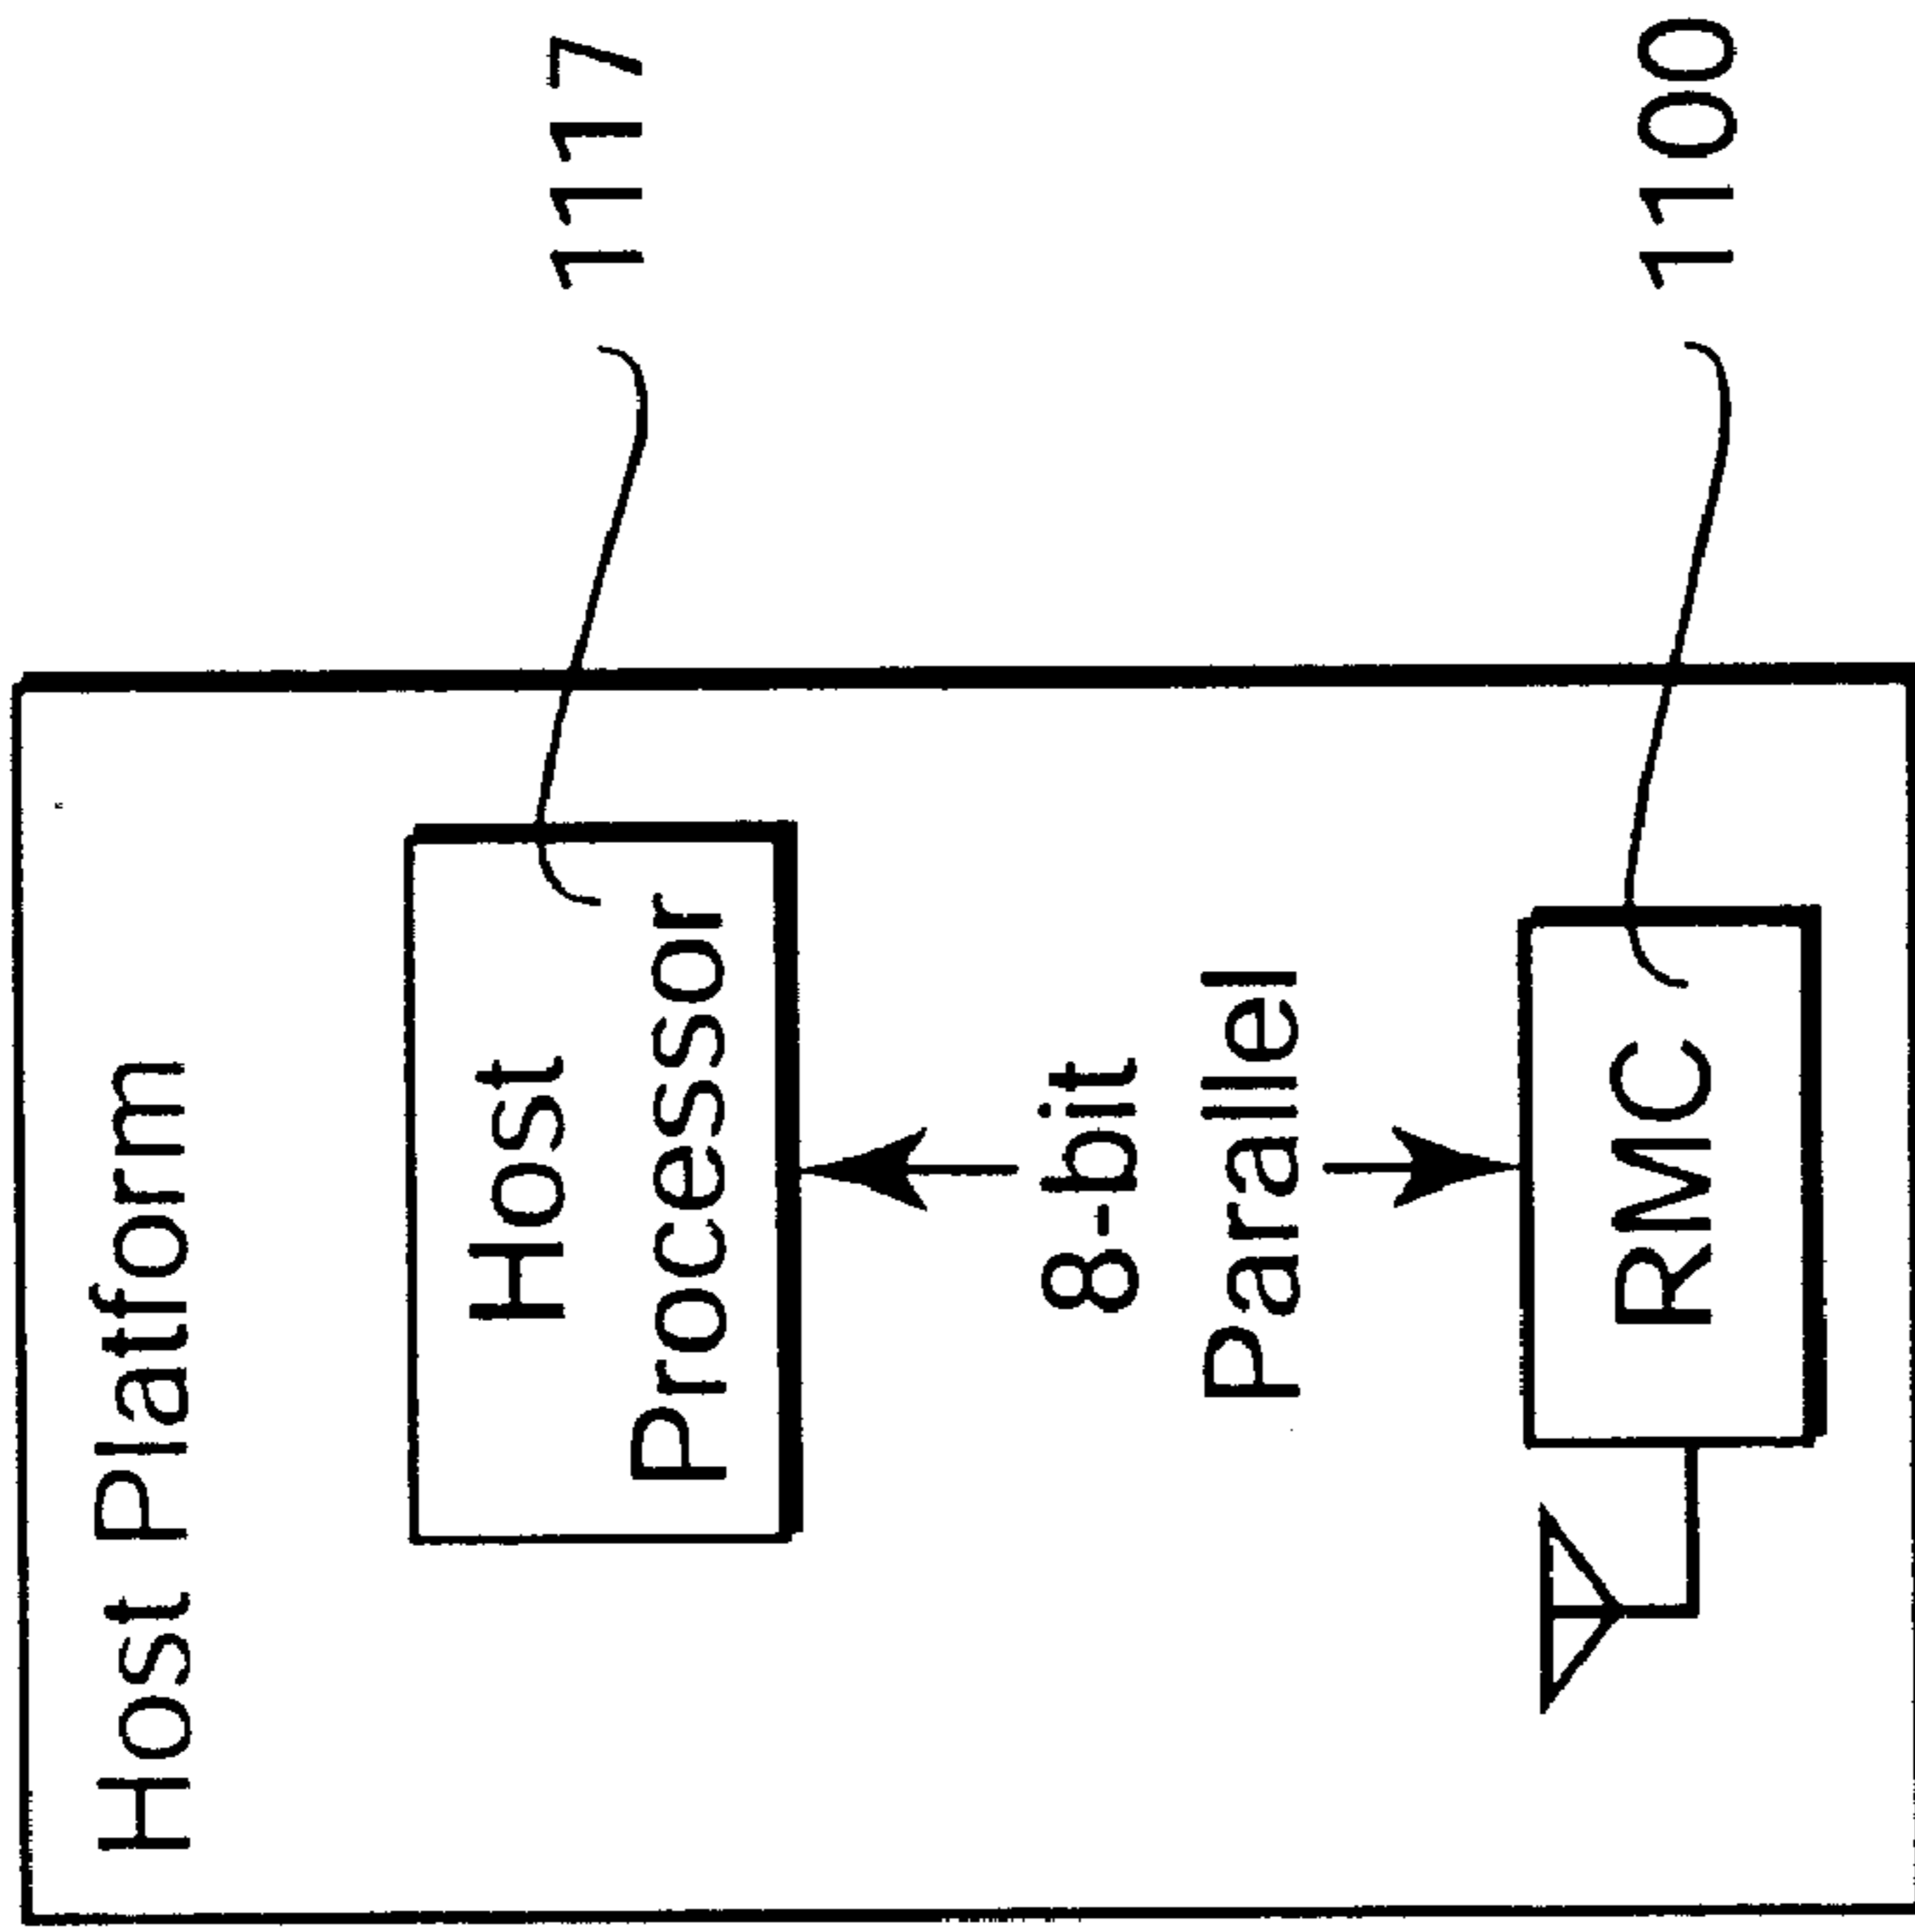 Host Platform
Host
Processor
1117
8-bit
Parallel
RMC
1100